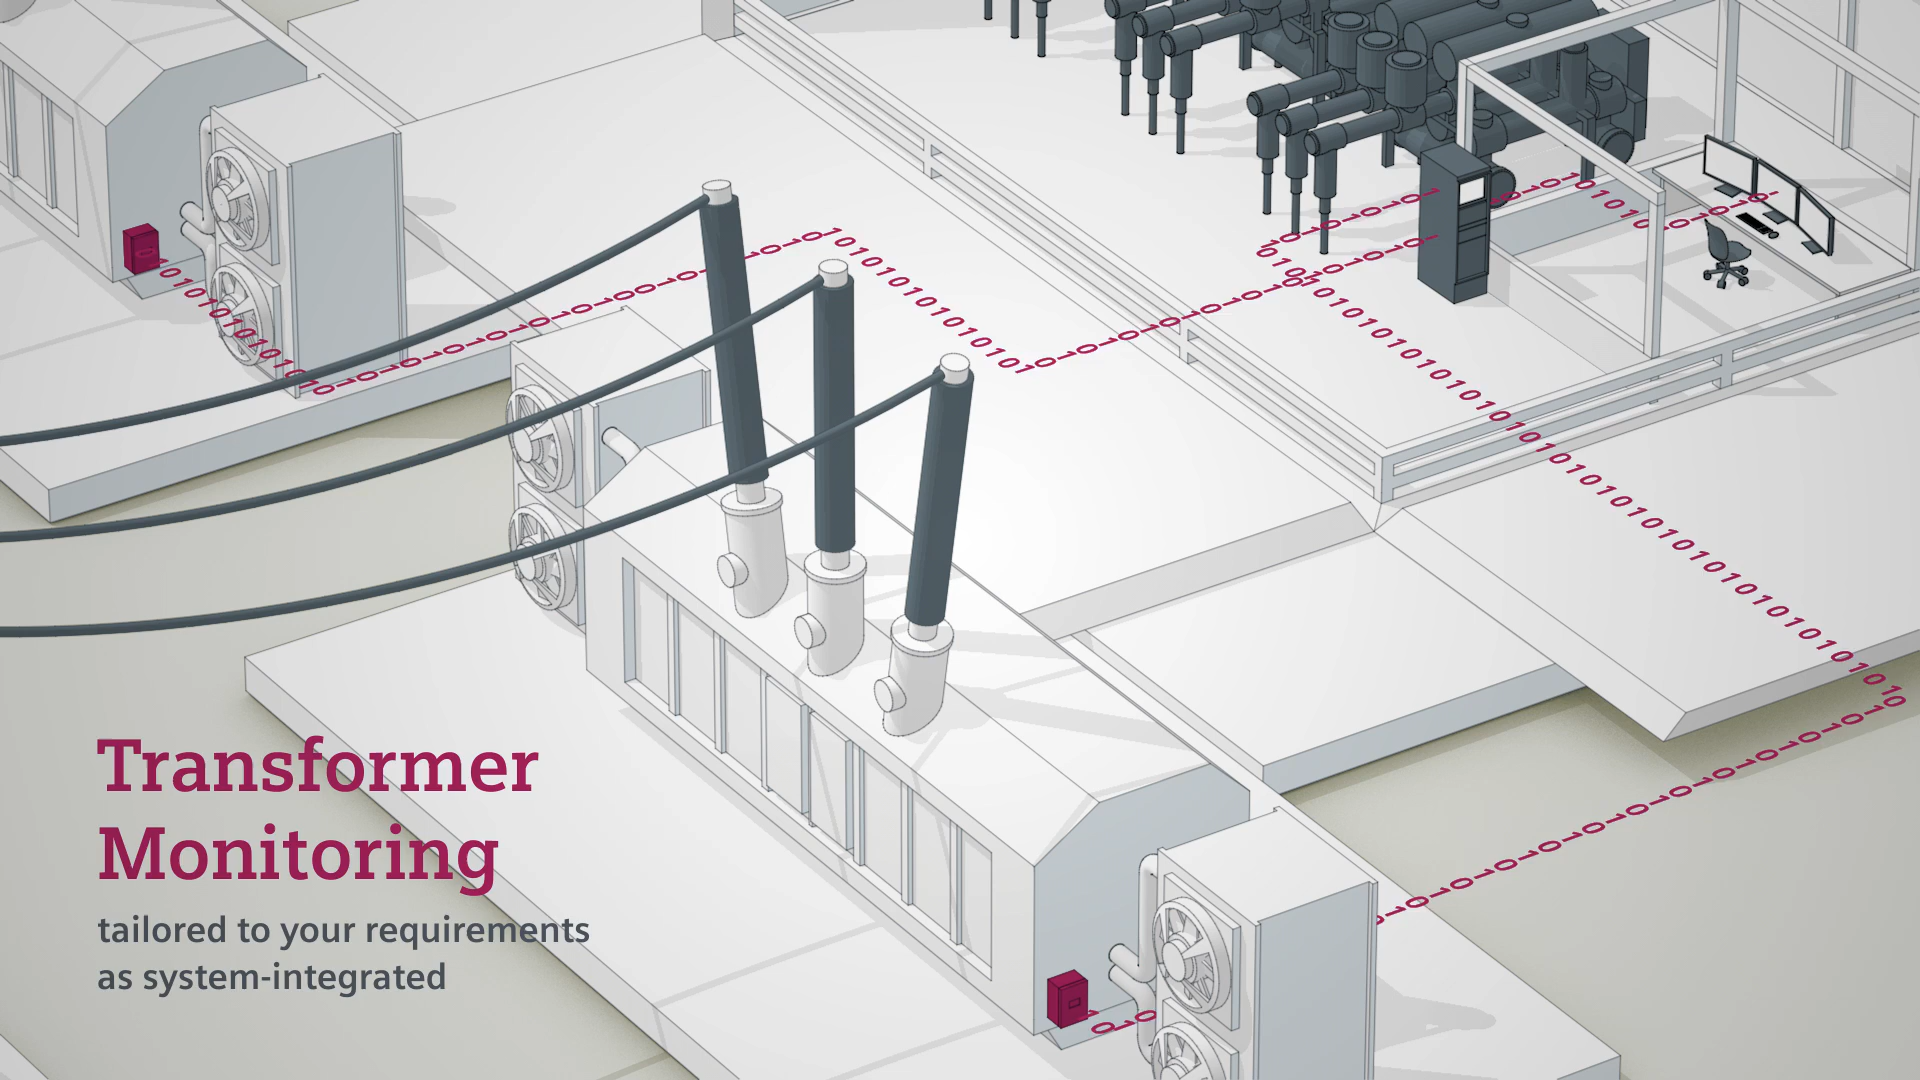 Transformer
Monitoring
tailored to your requirements
as system-integrated